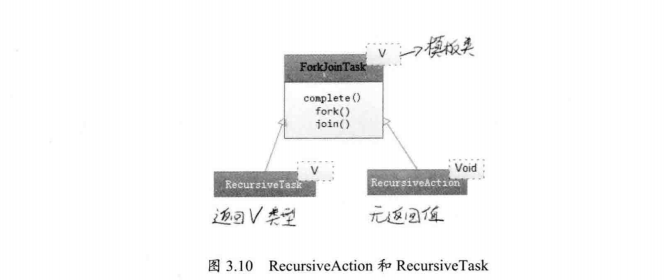 V →模板类
ForkJoinTask
complete()
fork()
join()
V
RecursiveTask
Void
RecursiveAction
返回V类型
无返回值
图 3.10 RecursiveAction 和 RecursiveTask